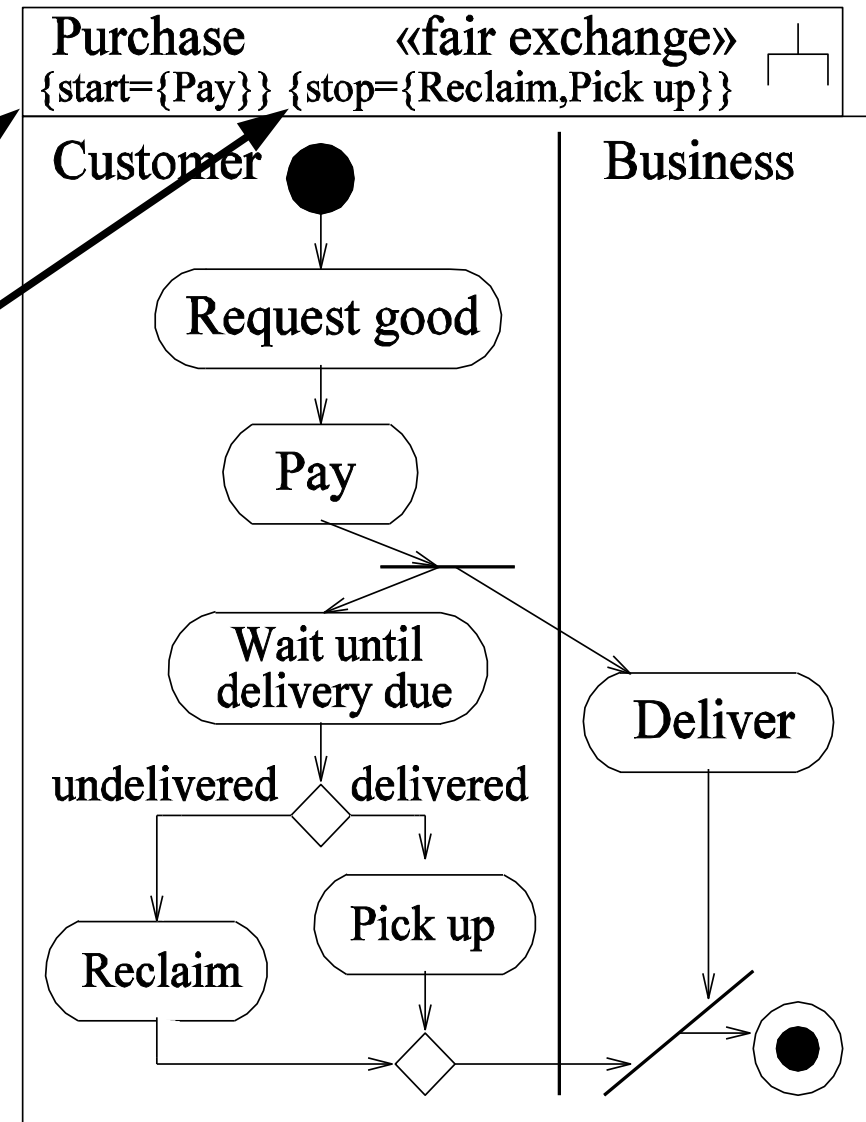 Purchase «fair exchange»
{start={Pay}} {stop={Reclaim,Pick up}}
Customer Business
Request good
Pay
Wait until
delivery due
Deliver
undelivered delivered
Pick up
Reclaim